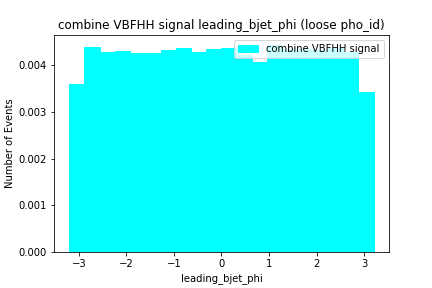 combine VBFHH signal leading_bjet_phi (loose pho_id)
combine VBFHH signal
Number of Events
0.004
0.003
0.002
0.001
0.000
−3 −2 −1 0 1 2 3
leading_bjet_phi